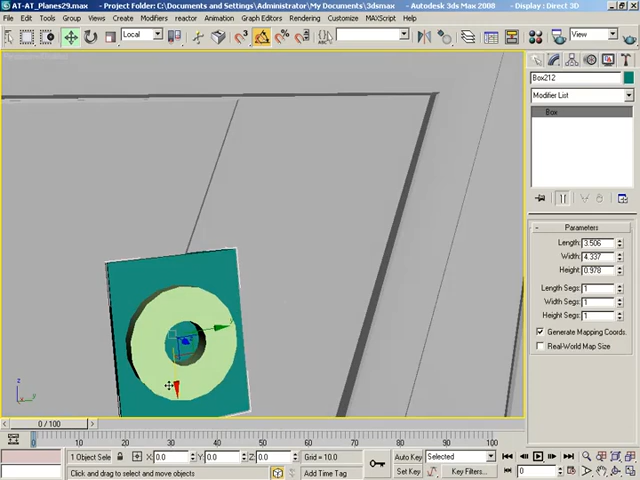 AT-AT_Planes29.max - Project Folder: C:\Documents and Settings\Administrator\My Documents\3dsmax - Autodesk 3ds Max 2008 - Display : Direct 3D
File Edit Tools Group Views Create Modifiers reactor Animation Graph Editors Rendering Customize MAXScript Help
Local
View
Box212
Modifier List
Box
Parameters
Length: 3.506
Width: 4.337
Height: 0.978
Length Segs: 1
Width Segs: 1
Height Segs: 1
Generate Mapping Coords.
Real-World Map Size
z
x
y
0 / 100
0 10 20 30 40 50 60 70 80 90 100
1 Object Sele X: 0.0 Y: 0.0 Z: 0.0 Grid = 10.0 Auto Key Selected
Click and drag to select and move objects Add Time Tag Set Key Key Filters... 0